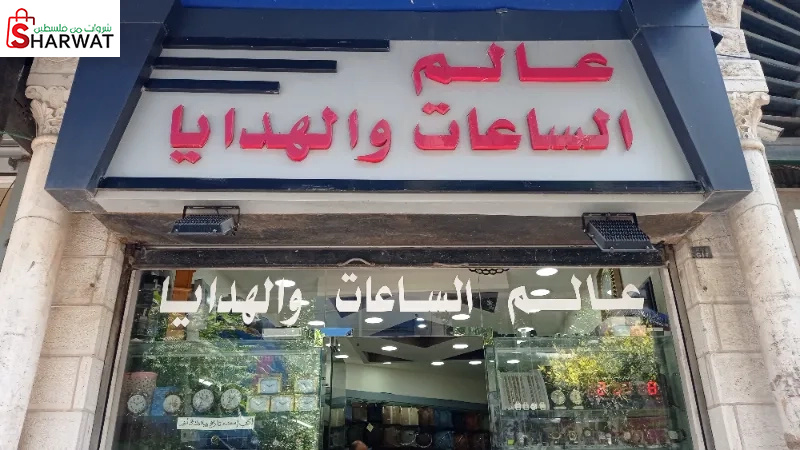 شروات من فلسطين
SHARWAT
عالم
الساعات والهدايا
عالم الساعات والهدايا